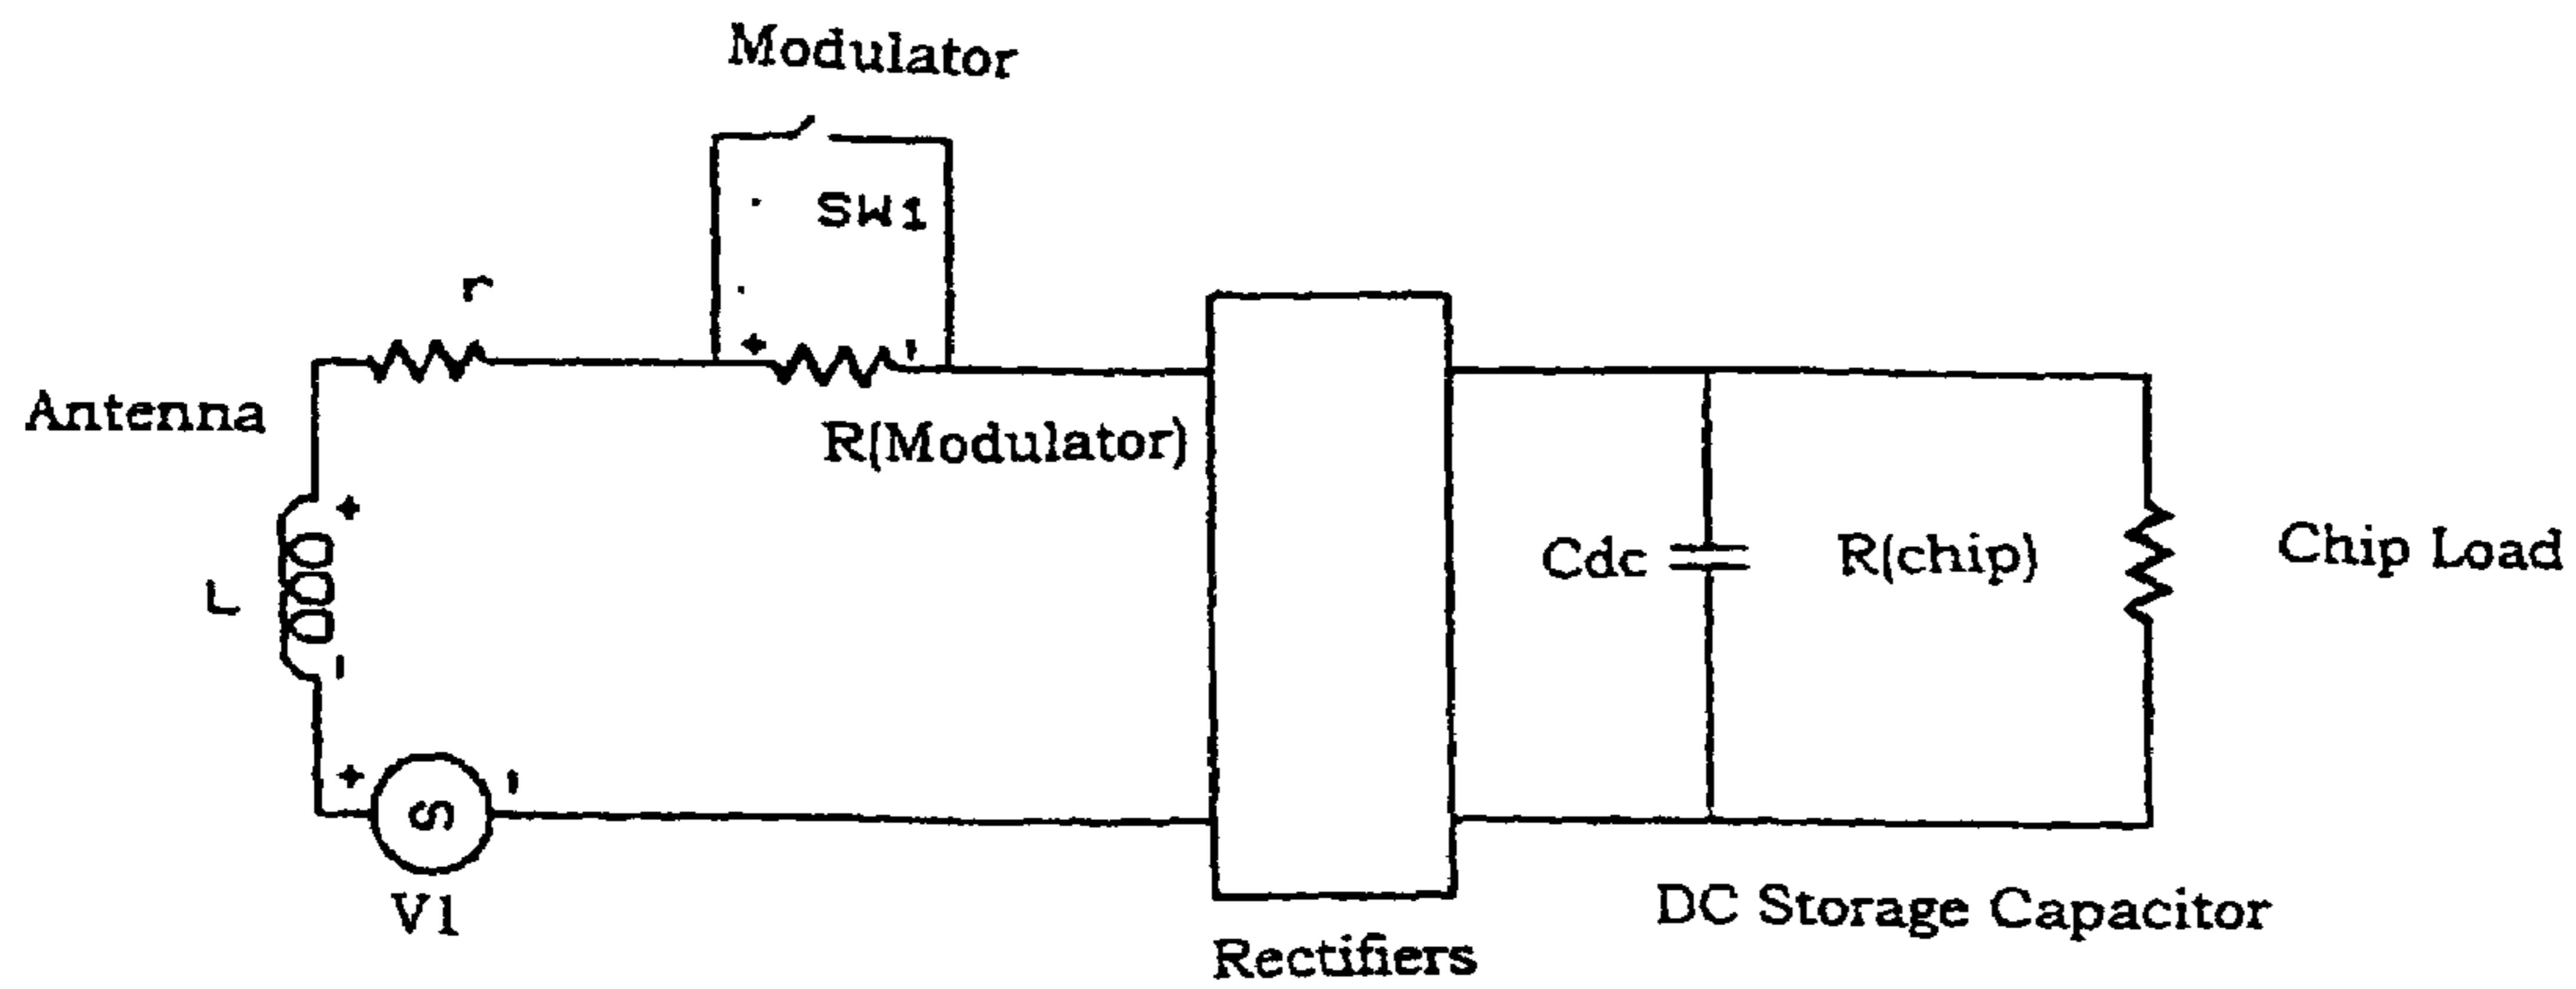 Modulator
SW1
r
Antenna
R(Modulator)
+
-
L
Cdc
R(chip)
Chip Load
+
-
+
-
S
V1
DC Storage Capacitor
Rectifiers